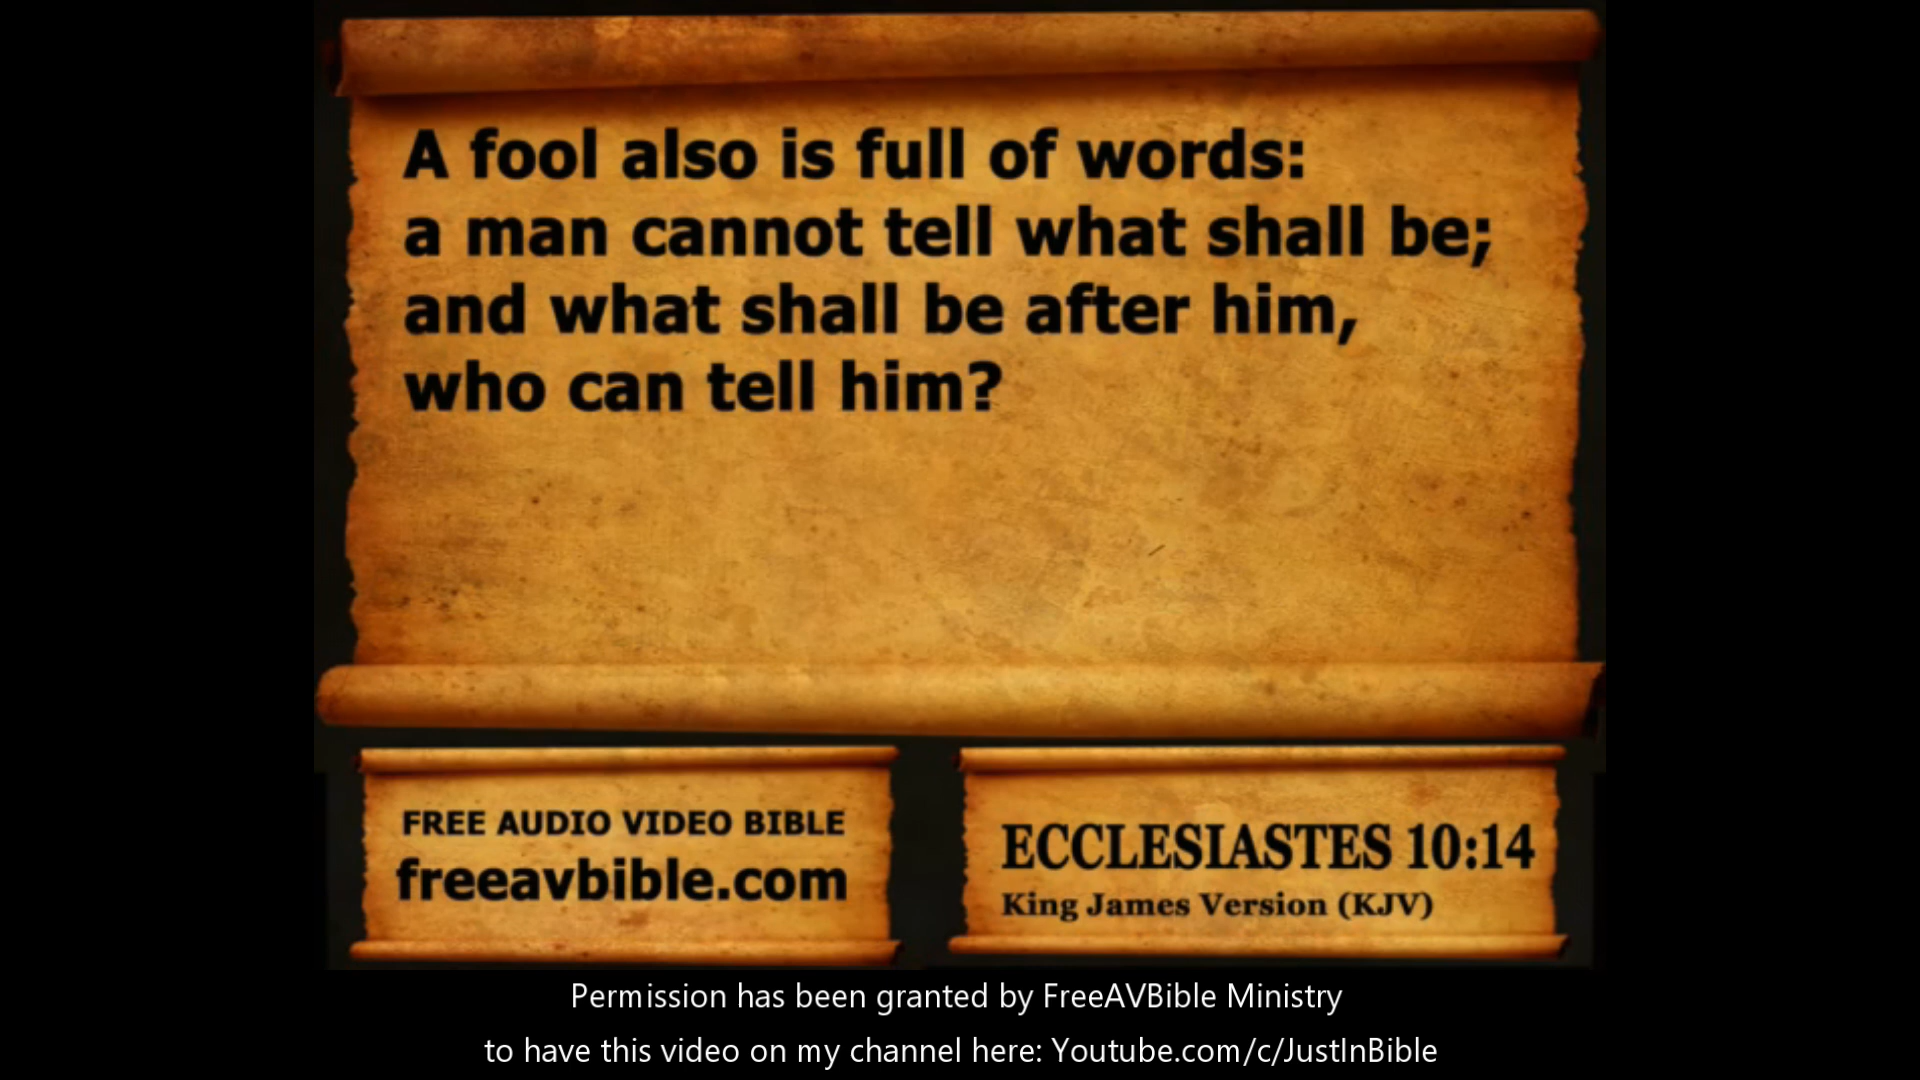 A fool also is full of words:
a man cannot tell what shall be;
and what shall be after him,
who can tell him?
FREE AUDIO VIDEO BIBLE
freeavbible.com
ECCLESIASTES 10:14
King James Version (KJV)
Permission has been granted by FreeAVBible Ministry
to have this video on my channel here: Youtube.com/c/JustInBible